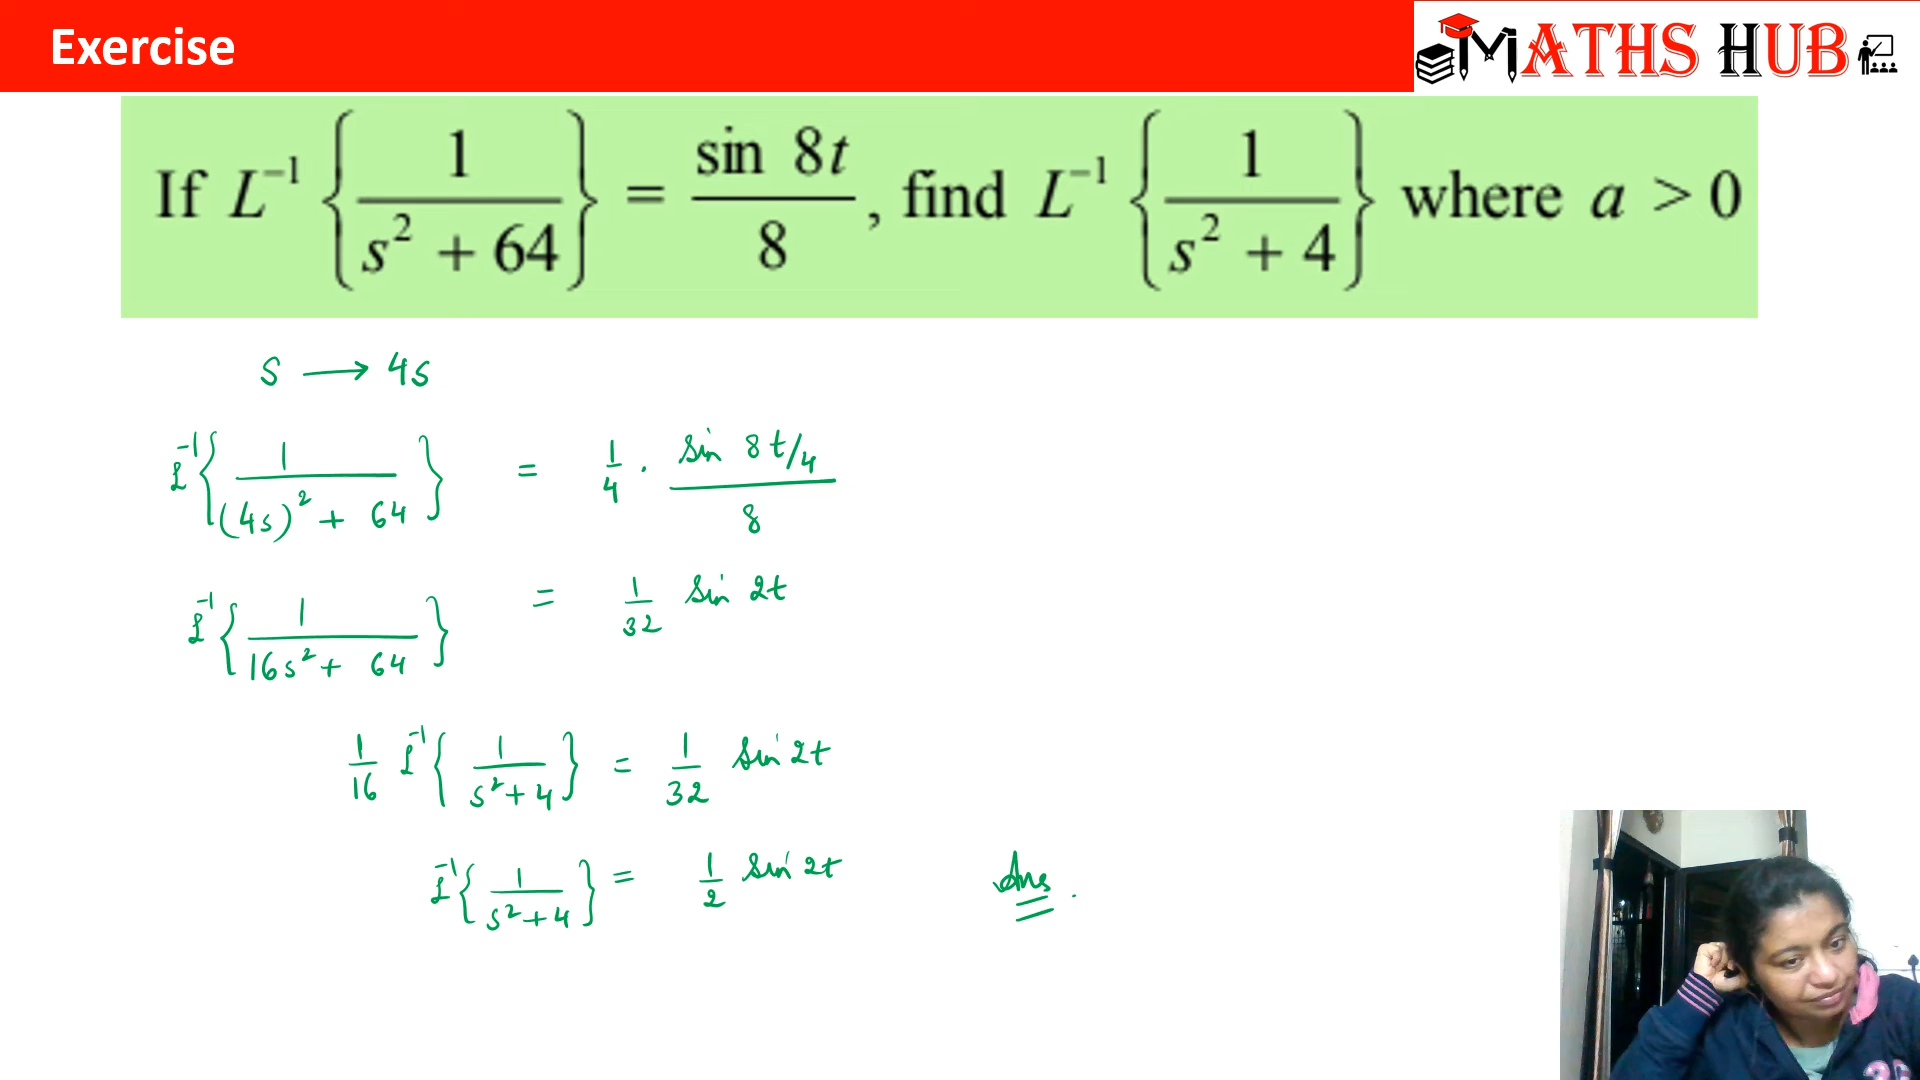 Exercise
MATHS HUB
If L⁻¹ {1/(s² + 64)} = sin 8t/8, find L⁻¹ {1/(s² + 4)} where a > 0
s ⟶ 4s
L⁻¹{1/((4s)² + 64)} = 1/4 · (sin 8t/4)/8
L⁻¹{1/(16s² + 64)} = 1/32 sin 2t
1/16 L⁻¹{1/(s² + 4)} = 1/32 sin 2t
L⁻¹{1/(s² + 4)} = 1/2 sin 2t Ans.